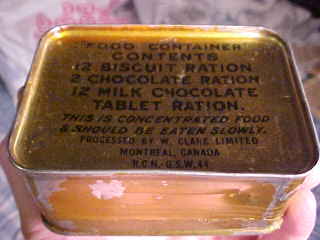 "FOOD CONTAINER"
CONTENTS
12 BISCUIT RATION
2 CHOCOLATE RATION
12 MILK CHOCOLATE
TABLET RATION.
THIS IS CONCENTRATED FOOD
& SHOULD BE EATEN SLOWLY.
PROCESSED BY W. CLARK LIMITED
MONTREAL, CANADA
R.C.N.-G.S.W. 44